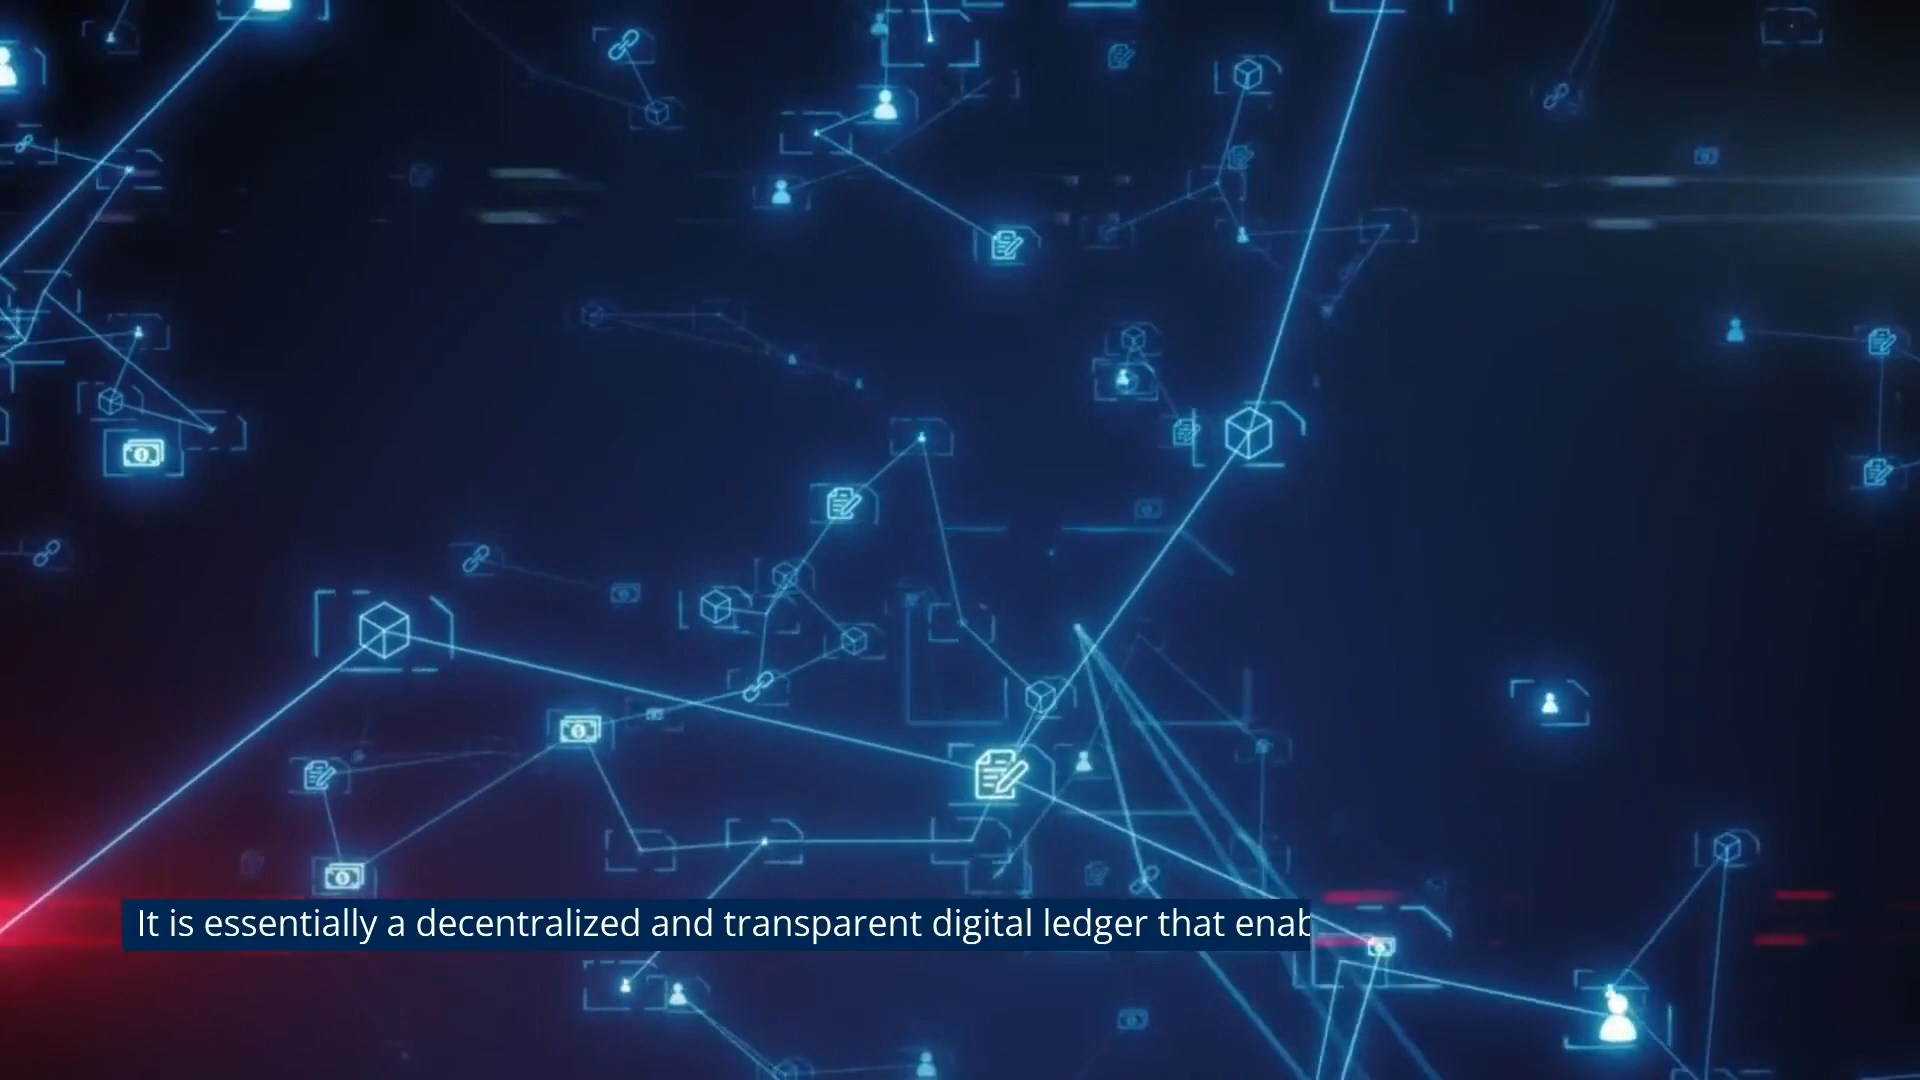 It is essentially a decentralized and transparent digital ledger that enab